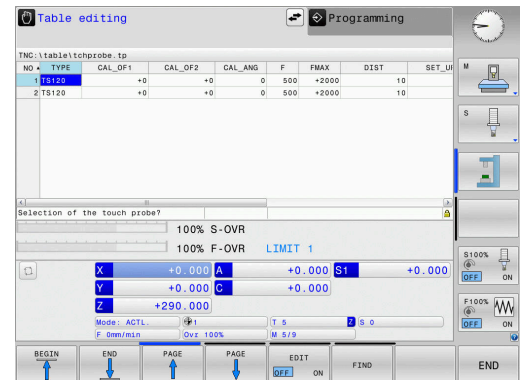 Table editing
Programming
TNC:\table\tchprobe.tp
NO TYPE CAL_OF1 CAL_OF2 CAL_ANG F FMAX DIST SET_UP
1 TS120 +0 +0 0 500 +2000 10
2 TS120 +0 +0 0 500 +2000 10
Selection of the touch probe?
100% S-OVR
100% F-OVR LIMIT 1
X +0.000 A +0.000 S1 +0.000
Y +0.000 C +0.000
Z +290.000
Mode: ACTL. 1 T 5 Z S 0
F 0mm/min Ovr 100% M 5/9
M
S
S100%
OFF ON
F100%
OFF ON
BEGIN END PAGE PAGE EDIT FIND END
OFF ON